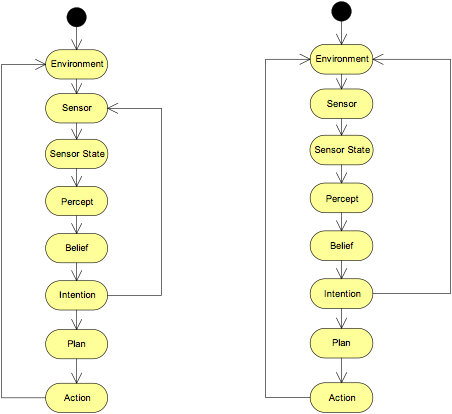 Environment
Sensor
Sensor State
Percept
Belief
Intention
Plan
Action
Environment
Sensor
Sensor State
Percept
Belief
Intention
Plan
Action